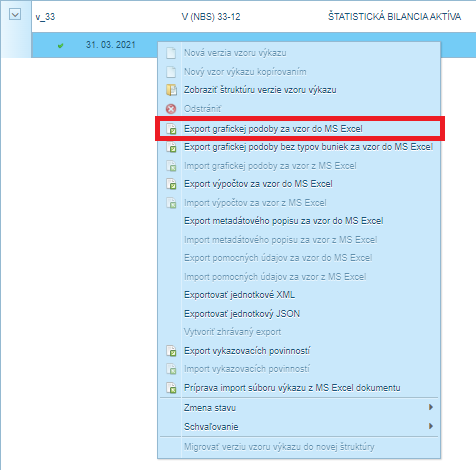 v_33 V (NBS) 33-12 ŠTATISTICKÁ BILANCIA AKTÍVA
31. 03. 2021
Nová verzia vzoru výkazu
Nový vzor výkazu kopírovaním
Zobraziť štruktúru verzie vzoru výkazu
Odstrániť
Export grafickej podoby za vzor do MS Excel
Export grafickej podoby bez typov buniek za vzor do MS Excel
Import grafickej podoby za vzor z MS Excel
Export výpočtov za vzor do MS Excel
Import výpočtov za vzor z MS Excel
Export metadátového popisu za vzor do MS Excel
Import metadátového popisu za vzor z MS Excel
Export pomocných údajov za vzor do MS Excel
Import pomocných údajov za vzor z MS Excel
Exportovať jednotkové XML
Exportovať jednotkový JSON
Vytvoriť zhrávaný export
Export vykazovacích povinností
Import vykazovacích povinností
Príprava import súboru výkazu z MS Excel dokumentu
Zmena stavu
Schvaľovanie
Migrovať verziu vzoru výkazu do novej štruktúry